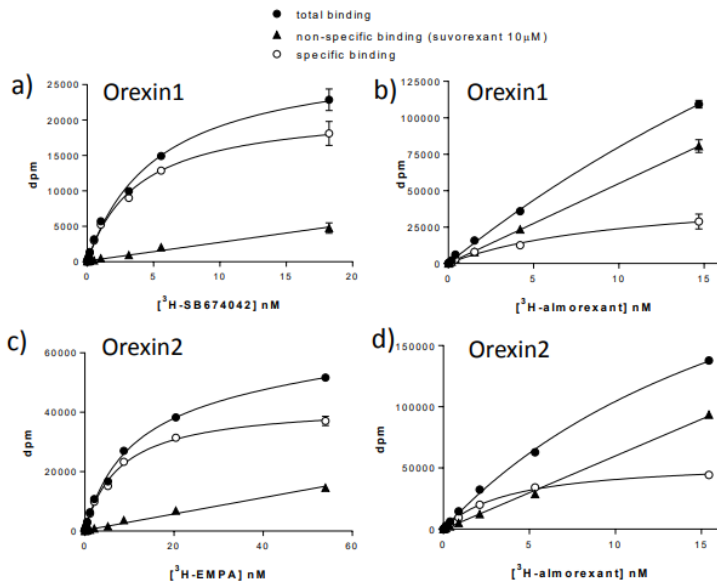 total binding
non-specific binding (suvorexant 10μM)
specific binding
a) Orexin1
25000
20000
15000
10000
5000
0
dpm
0 5 10 15 20
[³H-SB674042] nM
b) Orexin1
125000
100000
75000
50000
25000
0
dpm
0 5 10 15
[³H-almorexant] nM
c) Orexin2
60000
40000
20000
0
dpm
0 20 40 60
[³H-EMPA] nM
d) Orexin2
150000
100000
50000
0
dpm
0 5 10 15
[³H-almorexant] nM